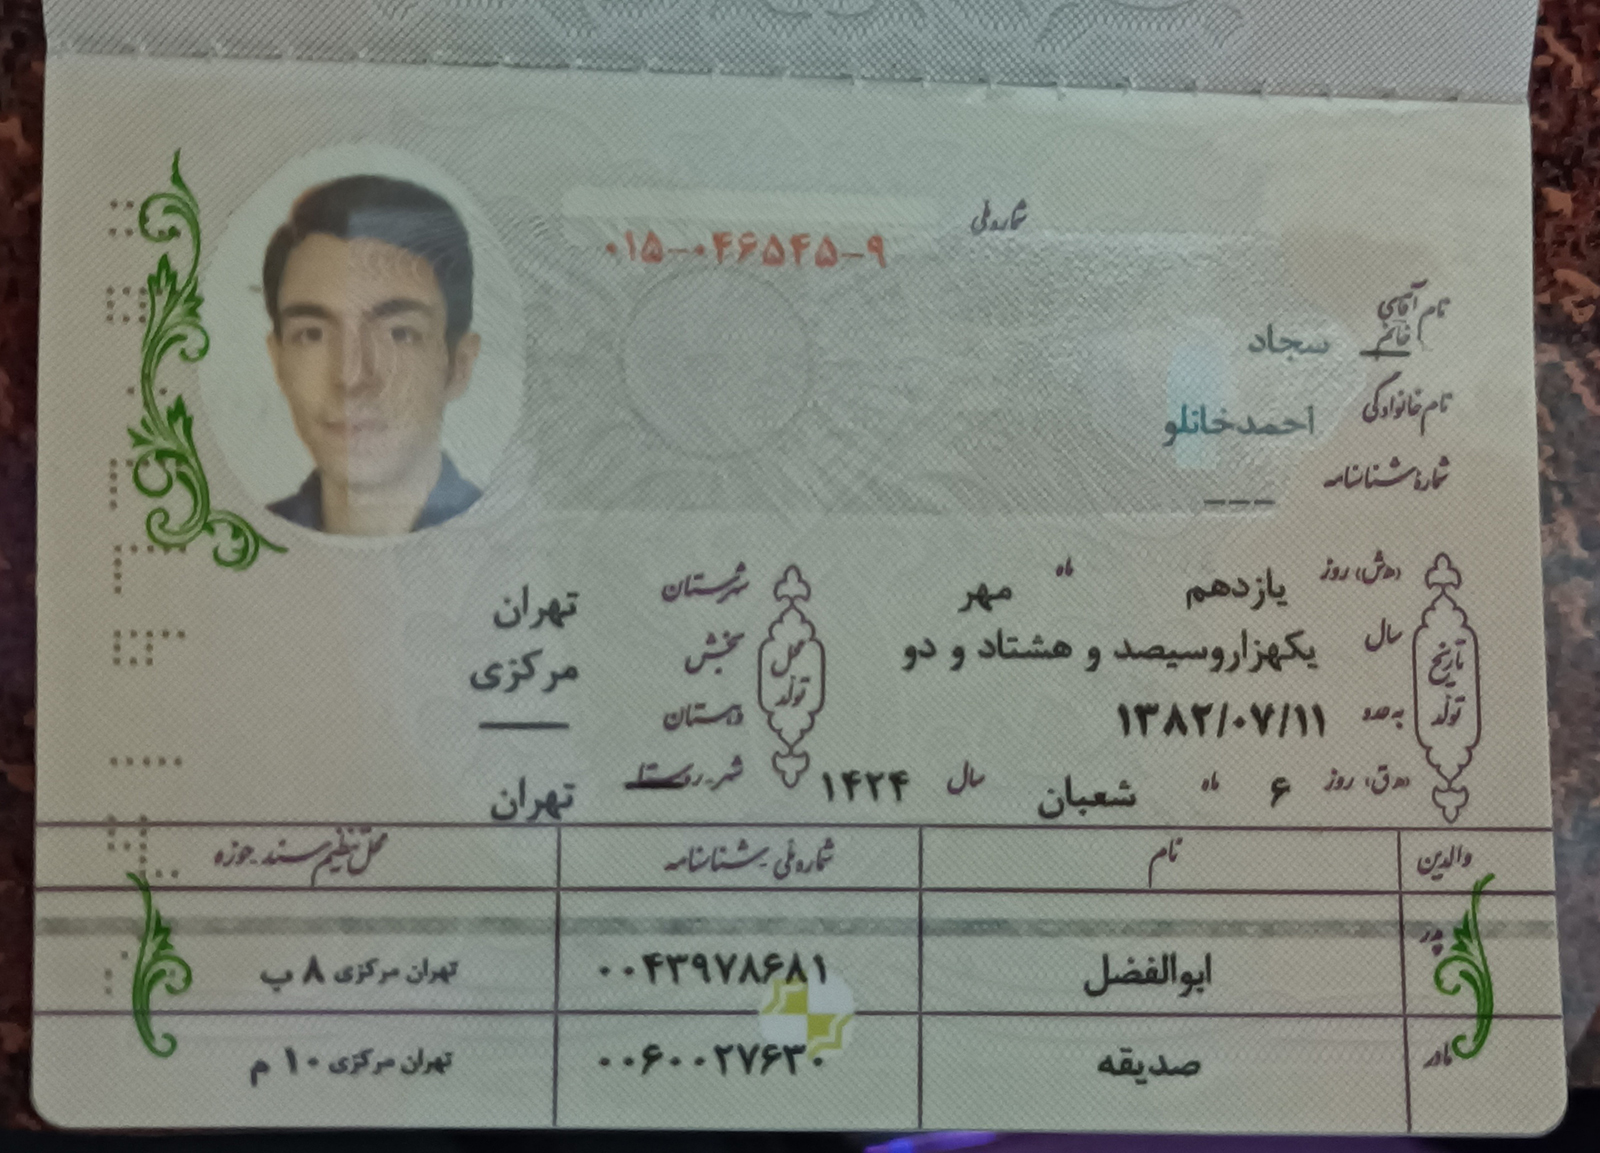 شماره ملی
۰۱۵-۰۴۶۵۴۵-۹
نام آقای / خانم سجاد
نام خانوادگی احمدخانلو
شمارهٔ شناسنامه ---
تاریخ تولد
(ه‍.ش) روز یازدهم ماه مهر
سال یکهزاروسیصد و هشتاد و دو
به عدد ۱۳۸۲/۰۷/۱۱
(ه‍.ق) روز ۶ ماه شعبان سال ۱۴۲۴
محل تولد
شهرستان تهران
بخش مرکزی
دهستان ——
شهر-روستا تهران
والدین نام شماره ملی-شناسنامه محل تنظیم سند-حوزه
پدر ابوالفضل ۰۰۴۳۹۷۸۶۸۱ تهران مرکزی ۸ ب
مادر صدیقه ۰۰۶۰۰۲۷۶۳۰ تهران مرکزی ۱۰ م